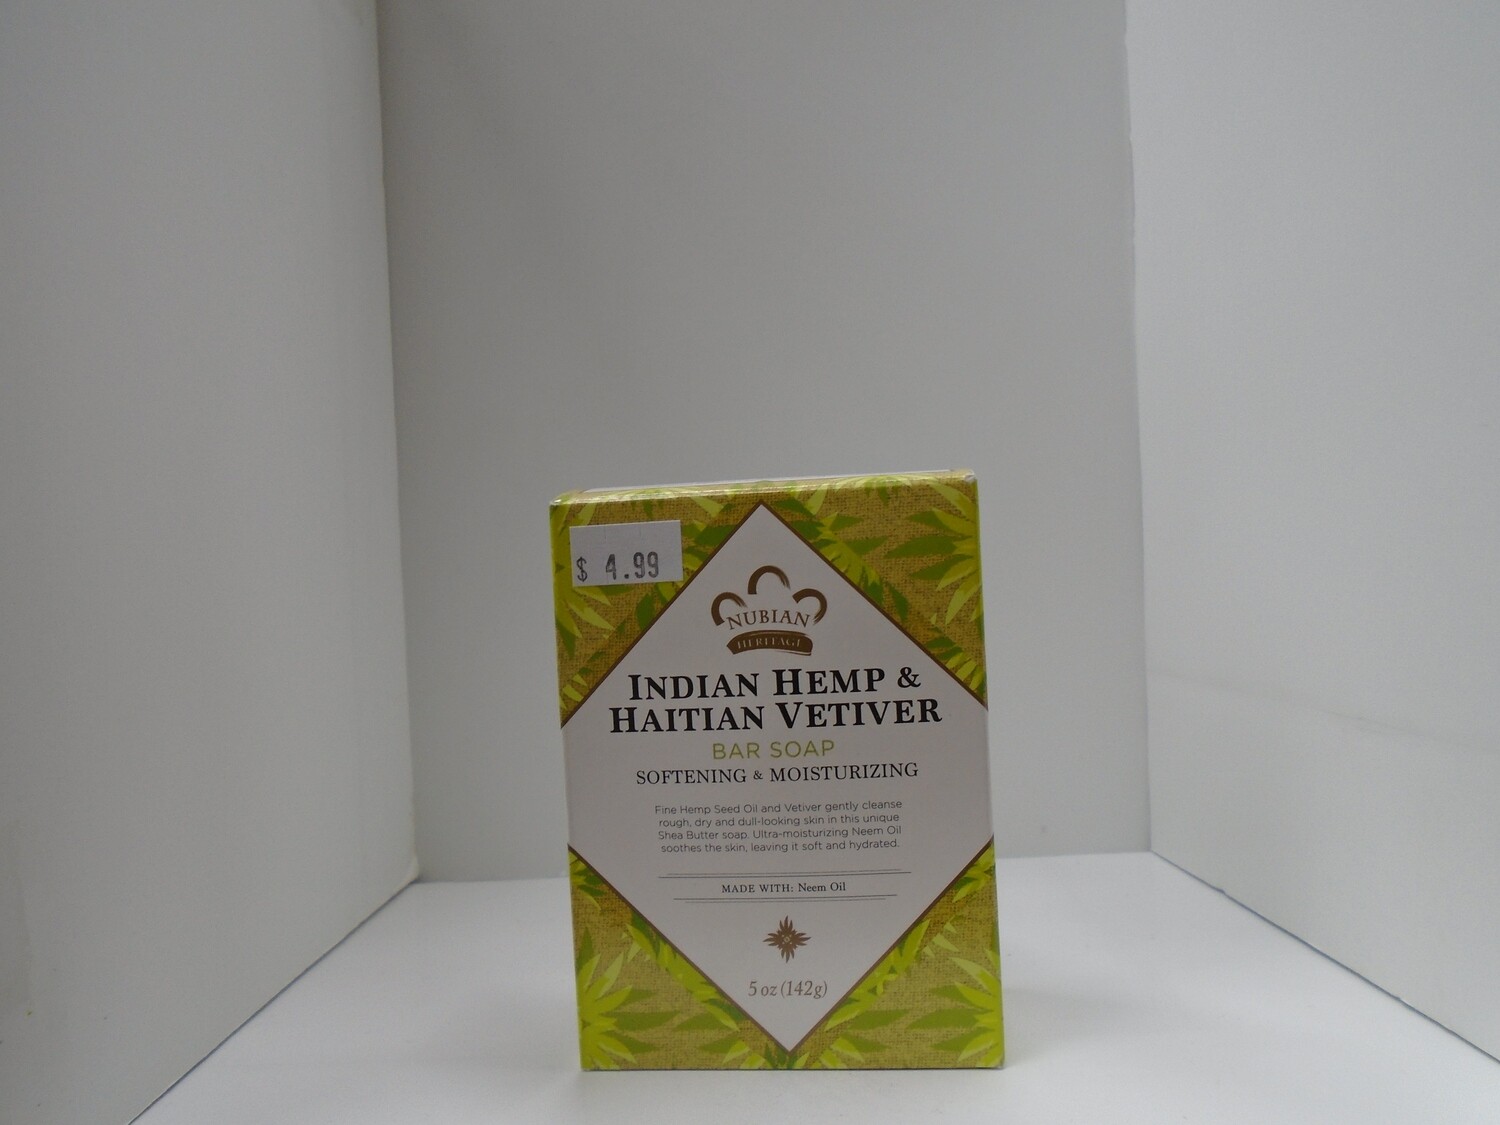 $ 4.99
NUBIAN
HERITAGE
INDIAN HEMP &
HAITIAN VETIVER
BAR SOAP
SOFTENING & MOISTURIZING
Fine Hemp Seed Oil and Vetiver gently cleanse
rough, dry and dull-looking skin in this unique
Shea Butter soap. Ultra-moisturizing Neem Oil
soothes the skin, leaving it soft and hydrated.
MADE WITH: Neem Oil
5 oz (142g)